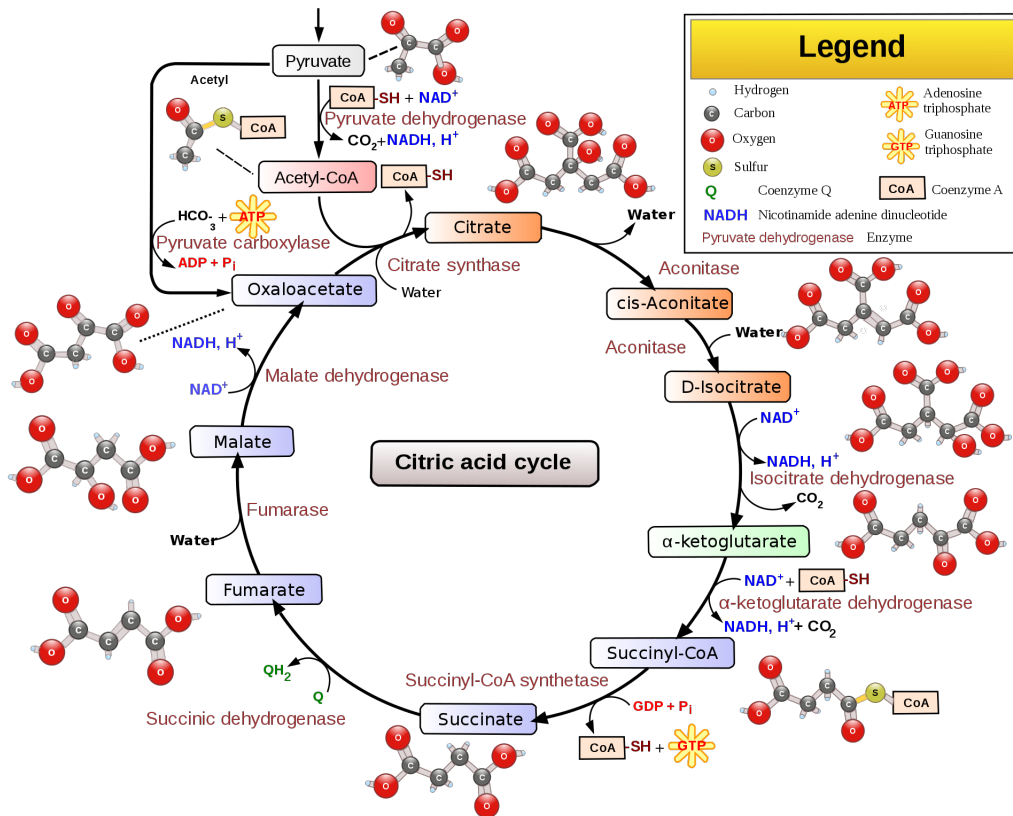 Pyruvate
Acetyl
CoA -SH + NAD+
Pyruvate dehydrogenase
CO2+NADH, H+
CoA
Acetyl-CoA
CoA -SH
HCO-3 + ATP
Pyruvate carboxylase
ADP + Pi
Citrate
Water
Citrate synthase
Water
Oxaloacetate
Aconitase
cis-Aconitate
Aconitase
Water
D-Isocitrate
NAD+
NADH, H+
Isocitrate dehydrogenase
CO2
α-ketoglutarate
NAD+ + CoA -SH
α-ketoglutarate dehydrogenase
NADH, H+ + CO2
Succinyl-CoA
Succinyl-CoA synthetase
GDP + Pi
CoA -SH + GTP
CoA
Succinate
QH2
Q
Succinic dehydrogenase
Fumarate
Water
Fumarase
Malate
NADH, H+
NAD+
Malate dehydrogenase
Citric acid cycle
Legend
Hydrogen
C Carbon
O Oxygen
S Sulfur
Q Coenzyme Q
NADH Nicotinamide adenine dinucleotide
Pyruvate dehydrogenase Enzyme
ATP Adenosine
triphosphate
GTP Guanosine
triphosphate
CoA Coenzyme A